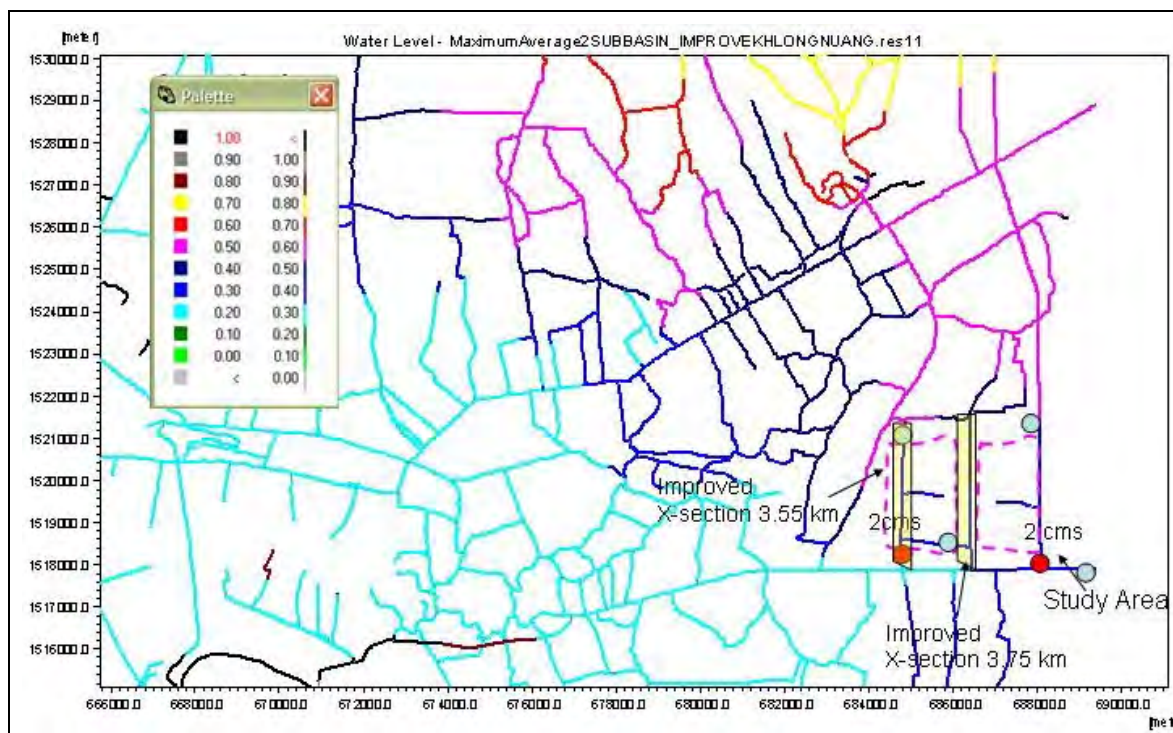 [meter]
Water Level - MaximumAverage2SUBBASIN_IMPROVEKHLONGNUANG.res11
1530000.0
1529000.0
1528000.0
1527000.0
1526000.0
1525000.0
1524000.0
1523000.0
1522000.0
1521000.0
1520000.0
1519000.0
1518000.0
1517000.0
1516000.0
Palette
1.00 <
0.90 1.00
0.80 0.90
0.70 0.80
0.60 0.70
0.50 0.60
0.40 0.50
0.30 0.40
0.20 0.30
0.10 0.20
0.00 0.10
< 0.00
Improved
X-section 3.55 km
2cms
2 cms
Study Area
Improved
X-section 3.75 km
666000.0 668000.0 670000.0 672000.0 674000.0 676000.0 678000.0 680000.0 682000.0 684000.0 686000.0 688000.0 690000.0
[met